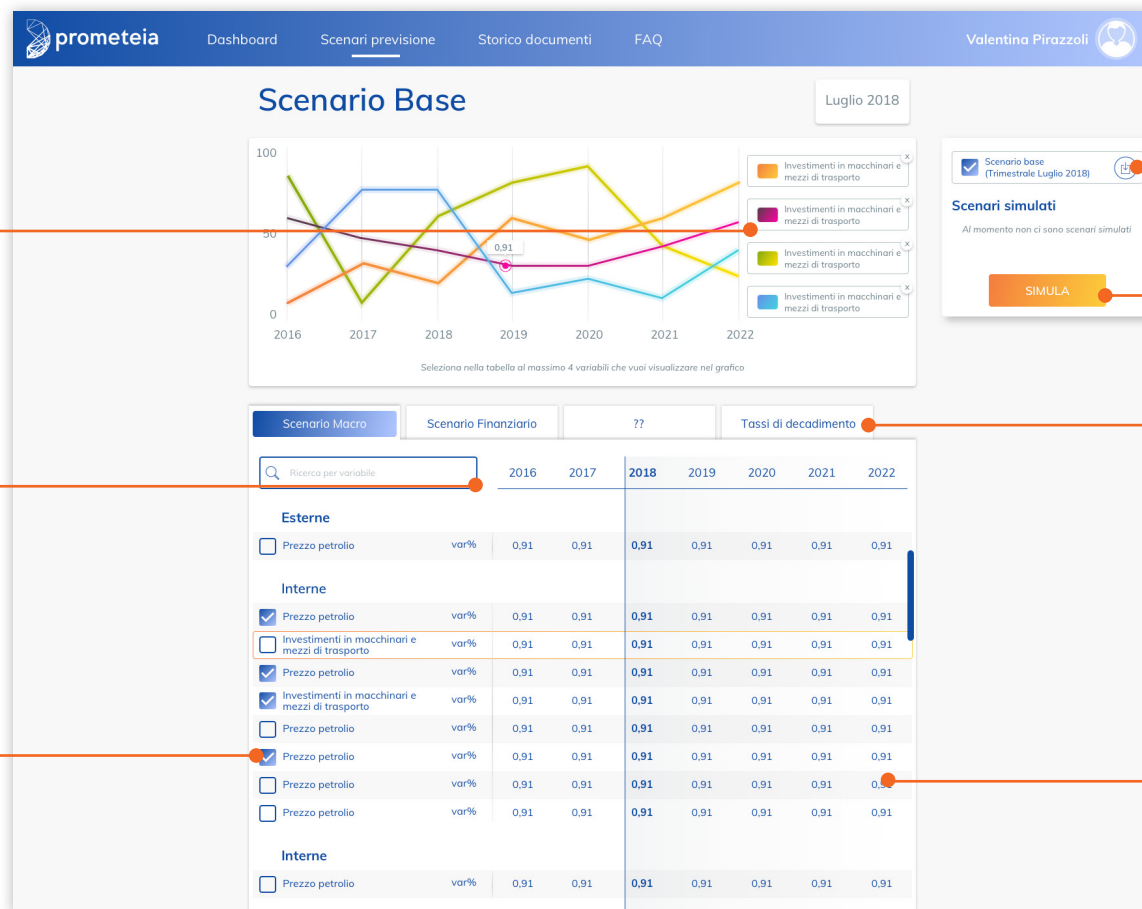 prometeia
Dashboard
Scenari previsione
Storico documenti
FAQ
Valentina Pirazzoli
Scenario Base
Luglio 2018
100
50
0
0,91
2016 2017 2018 2019 2020 2021 2022
Investimenti in macchinari e
mezzi di trasporto
x
Investimenti in macchinari e
mezzi di trasporto
x
Investimenti in macchinari e
mezzi di trasporto
x
Investimenti in macchinari e
mezzi di trasporto
x
Seleziona nella tabella al massimo 4 variabili che vuoi visualizzare nel grafico
Scenario base
(Trimestrale Luglio 2018)
Scenari simulati
Al momento non ci sono scenari simulati
SIMULA
Scenario Macro
Scenario Finanziario
??
Tassi di decadimento
Ricerca per variabile
2016 2017 2018 2019 2020 2021 2022
Esterne
Prezzo petrolio var% 0,91 0,91 0,91 0,91 0,91 0,91 0,91
Interne
Prezzo petrolio var% 0,91 0,91 0,91 0,91 0,91 0,91 0,91
Investimenti in macchinari e
mezzi di trasporto var% 0,91 0,91 0,91 0,91 0,91 0,91 0,91
Prezzo petrolio var% 0,91 0,91 0,91 0,91 0,91 0,91 0,91
Investimenti in macchinari e
mezzi di trasporto var% 0,91 0,91 0,91 0,91 0,91 0,91 0,91
Prezzo petrolio var% 0,91 0,91 0,91 0,91 0,91 0,91 0,91
Prezzo petrolio var% 0,91 0,91 0,91 0,91 0,91 0,91 0,91
Prezzo petrolio var% 0,91 0,91 0,91 0,91 0,91 0,91
Prezzo petrolio var% 0,91 0,91 0,91 0,91 0,91 0,91 0,91
Interne
Prezzo petrolio var% 0,91 0,91 0,91 0,91 0,91 0,91 0,91